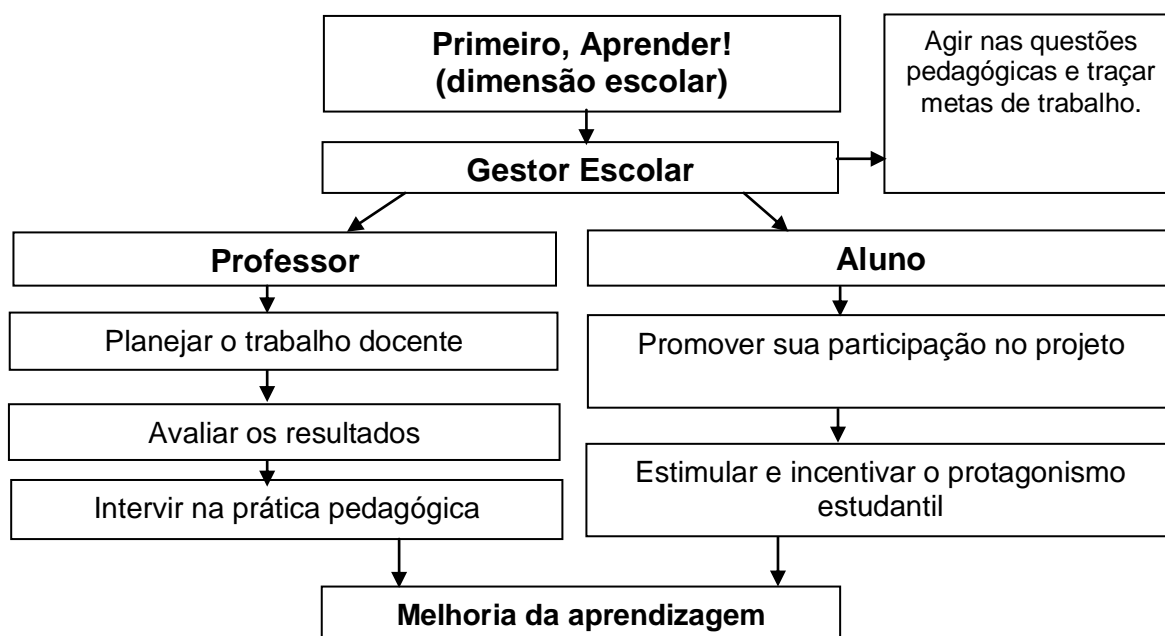 Primeiro, Aprender!
(dimensão escolar)
Agir nas questões
pedagógicas e traçar
metas de trabalho.
Gestor Escolar
Professor
Aluno
Planejar o trabalho docente
Promover sua participação no projeto
Avaliar os resultados
Estimular e incentivar o protagonismo
estudantil
Intervir na prática pedagógica
Melhoria da aprendizagem